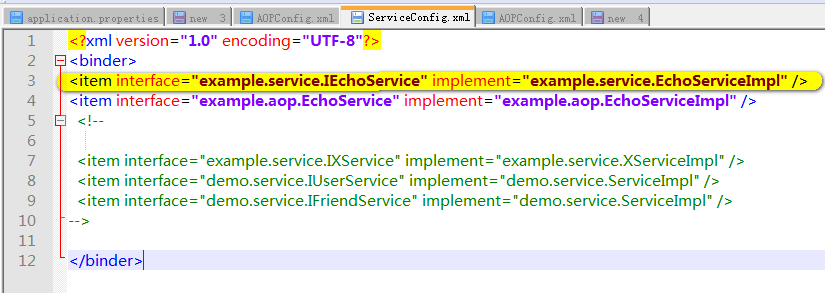 application.properties new 3 AOPConfig.xml ServiceConfig.xml AOPConfig.xml new 4
1 <?xml version="1.0" encoding="UTF-8"?>
2 <binder>
3 <item interface="example.service.IEchoService" implement="example.service.EchoServiceImpl" />
4 <item interface="example.aop.EchoService" implement="example.aop.EchoServiceImpl" />
5 <!--
6
7 <item interface="example.service.IXService" implement="example.service.XServiceImpl" />
8 <item interface="demo.service.IUserService" implement="demo.service.ServiceImpl" />
9 <item interface="demo.service.IFriendService" implement="demo.service.ServiceImpl" />
10 -->
11
12 </binder>